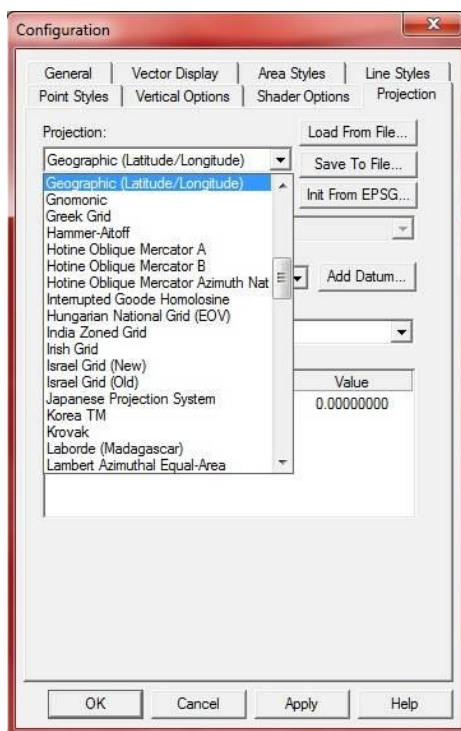 Configuration
General Vector Display Area Styles Line Styles
Point Styles Vertical Options Shader Options Projection
Projection:
Load From File...
Geographic (Latitude/Longitude)
Save To File...
Geographic (Latitude/Longitude)
Init From EPSG...
Gnomonic
Greek Grid
Hammer-Aitoff
Hotine Oblique Mercator A
Hotine Oblique Mercator B
Hotine Oblique Mercator Azimuth Nat
Add Datum...
Interrupted Goode Homolosine
Hungarian National Grid (EOV)
India Zoned Grid
Irish Grid
Israel Grid (New)
Israel Grid (Old)
Value
Japanese Projection System
0.00000000
Korea TM
Krovak
Laborde (Madagascar)
Lambert Azimuthal Equal-Area
OK Cancel Apply Help